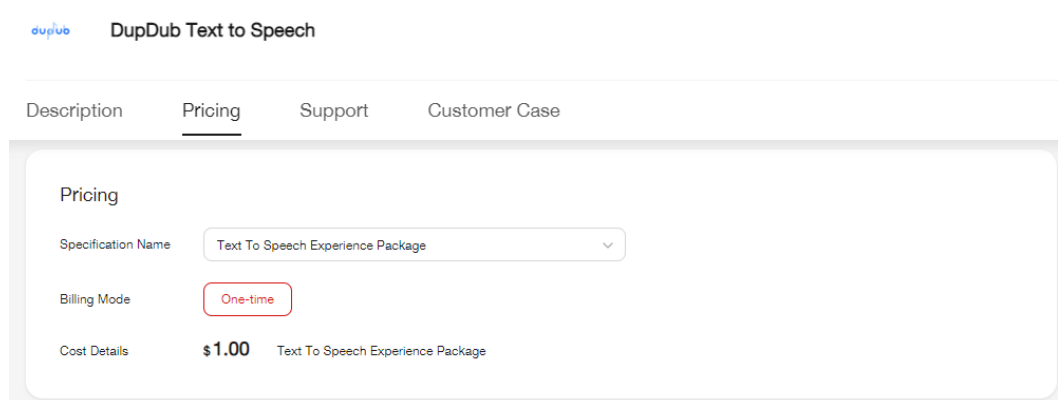 dupdub DupDub Text to Speech
Description Pricing Support Customer Case
Pricing
Specification Name Text To Speech Experience Package
Billing Mode One-time
Cost Details $1.00 Text To Speech Experience Package